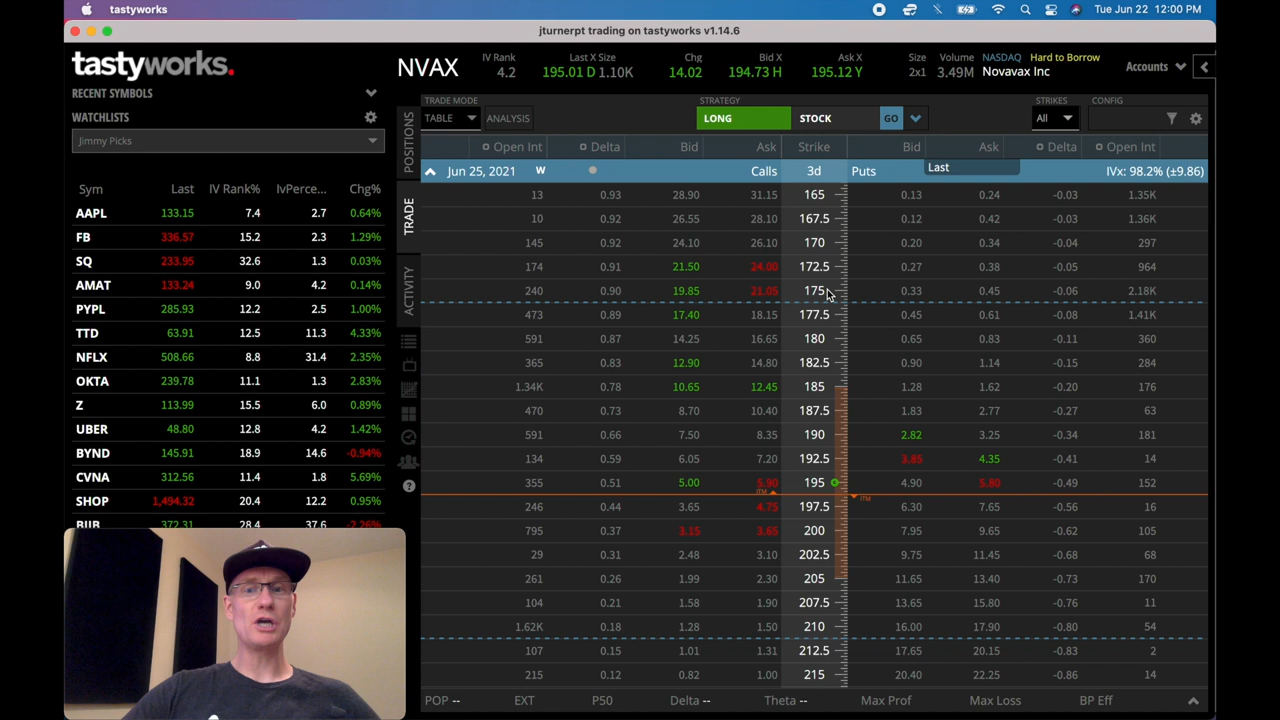 tastyworks
Tue Jun 22 12:00 PM
jturnerpt trading on tastyworks v1.14.6
tastyworks.
RECENT SYMBOLS
WATCHLISTS
Jimmy Picks
Sym Last IV Rank% IvPerce... Chg%
AAPL 133.15 7.4 2.7 0.64%
FB 336.57 15.2 2.3 1.29%
SQ 233.95 32.6 1.3 0.03%
AMAT 133.24 9.0 4.2 0.14%
PYPL 285.93 12.2 2.5 1.00%
TTD 63.91 12.5 11.3 4.33%
NFLX 508.66 8.8 31.4 2.35%
OKTA 239.78 11.1 1.3 2.83%
Z 113.99 15.5 6.0 0.89%
UBER 48.80 12.8 4.2 1.42%
BYND 145.91 18.9 14.6 -0.94%
CVNA 312.56 11.4 1.8 5.69%
SHOP 1,494.32 20.4 12.2 0.95%
BIIB 372.31 28.4 37.6 -2.26%
NVAX
IV Rank Last X Size Chg Bid X Ask X Size Volume NASDAQ Hard to Borrow
4.2 195.01 D 1.10K 14.02 194.73 H 195.12 Y 2x1 3.49M Novavax Inc
Accounts
TRADE MODE STRATEGY STRIKES CONFIG
TABLE ANALYSIS LONG STOCK GO All
POSITIONS
TRADE
ACTIVITY
Open Int Delta Bid Ask Strike Bid Ask Delta Open Int
Last
Jun 25, 2021 W Calls 3d Puts IVx: 98.2% (±9.86)
13 0.93 28.90 31.15 165 0.13 0.24 -0.03 1.35K
10 0.92 26.55 28.10 167.5 0.12 0.42 -0.03 1.36K
145 0.92 24.10 26.10 170 0.20 0.34 -0.04 297
174 0.91 21.50 24.00 172.5 0.27 0.38 -0.05 964
240 0.90 19.85 21.05 175 0.33 0.45 -0.06 2.18K
473 0.89 17.40 18.15 177.5 0.45 0.61 -0.08 1.41K
591 0.87 14.25 16.65 180 0.65 0.83 -0.11 360
365 0.83 12.90 14.80 182.5 0.90 1.14 -0.15 284
1.34K 0.78 10.65 12.45 185 1.28 1.62 -0.20 176
470 0.73 8.70 10.40 187.5 1.83 2.77 -0.27 63
591 0.66 7.50 8.35 190 2.82 3.25 -0.34 181
134 0.59 6.05 7.20 192.5 3.85 4.35 -0.41 14
355 0.51 5.00 5.90 195 4.90 5.80 -0.49 152
ITM ITM
246 0.44 3.65 4.75 197.5 6.30 7.65 -0.56 16
795 0.37 3.15 3.65 200 7.95 9.65 -0.62 105
29 0.31 2.48 3.10 202.5 9.75 11.45 -0.68 68
261 0.26 1.99 2.30 205 11.65 13.40 -0.73 170
104 0.21 1.58 1.90 207.5 13.65 15.80 -0.76 11
1.62K 0.18 1.28 1.50 210 16.00 17.90 -0.80 54
107 0.15 1.01 1.31 212.5 17.65 20.15 -0.83 2
215 0.12 0.82 1.00 215 20.40 22.25 -0.86 14
POP -- EXT P50 Delta -- Theta -- Max Prof Max Loss BP Eff